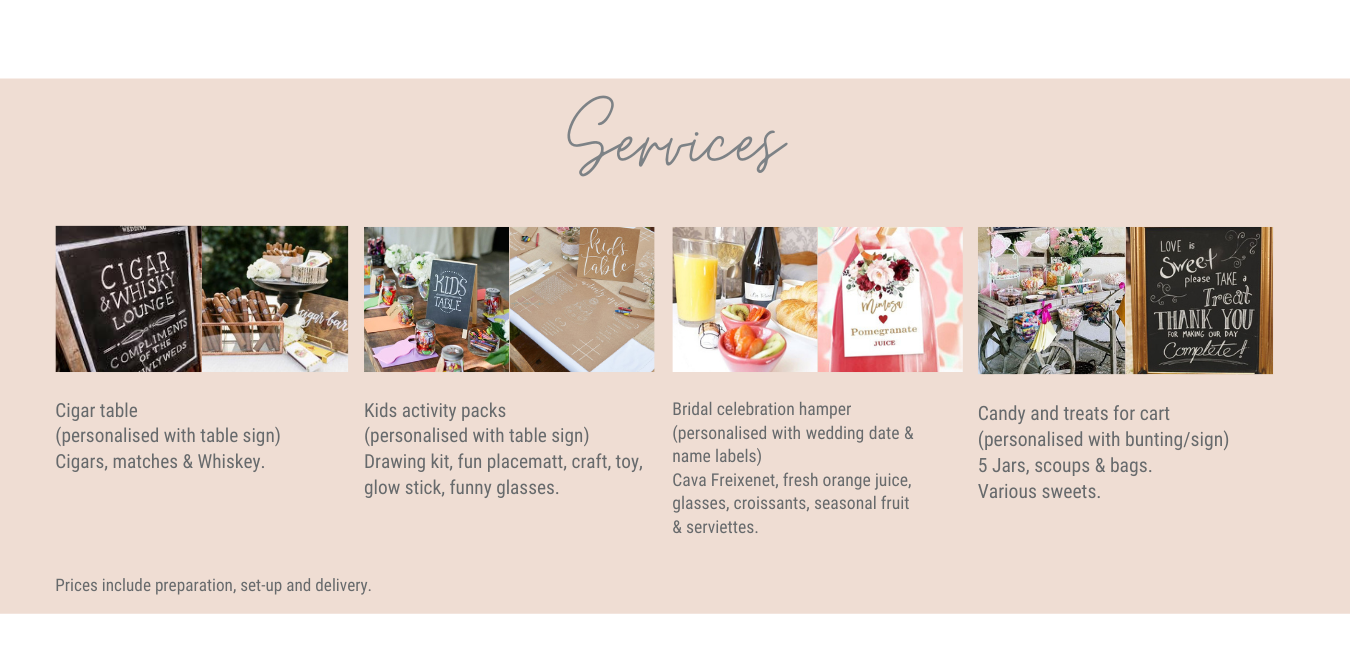 Services
WEDDING
CIGAR
& WHISKY
LOUNGE
COMPLIMENTS
OF THE
NEWLYWEDS
cigar bar
KIDS
TABLE
kids
table
Mimosa
Pomegranate
JUICE
LOVE is
Sweet
please TAKE a
Treat
THANK YOU
FOR MAKING OUR DAY
Complete!
Cigar table
(personalised with table sign)
Cigars, matches & Whiskey.
Kids activity packs
(personalised with table sign)
Drawing kit, fun placematt, craft, toy,
glow stick, funny glasses.
Bridal celebration hamper
(personalised with wedding date &
name labels)
Cava Freixenet, fresh orange juice,
glasses, croissants, seasonal fruit
& serviettes.
Candy and treats for cart
(personalised with bunting/sign)
5 Jars, scoups & bags.
Various sweets.
Prices include preparation, set-up and delivery.